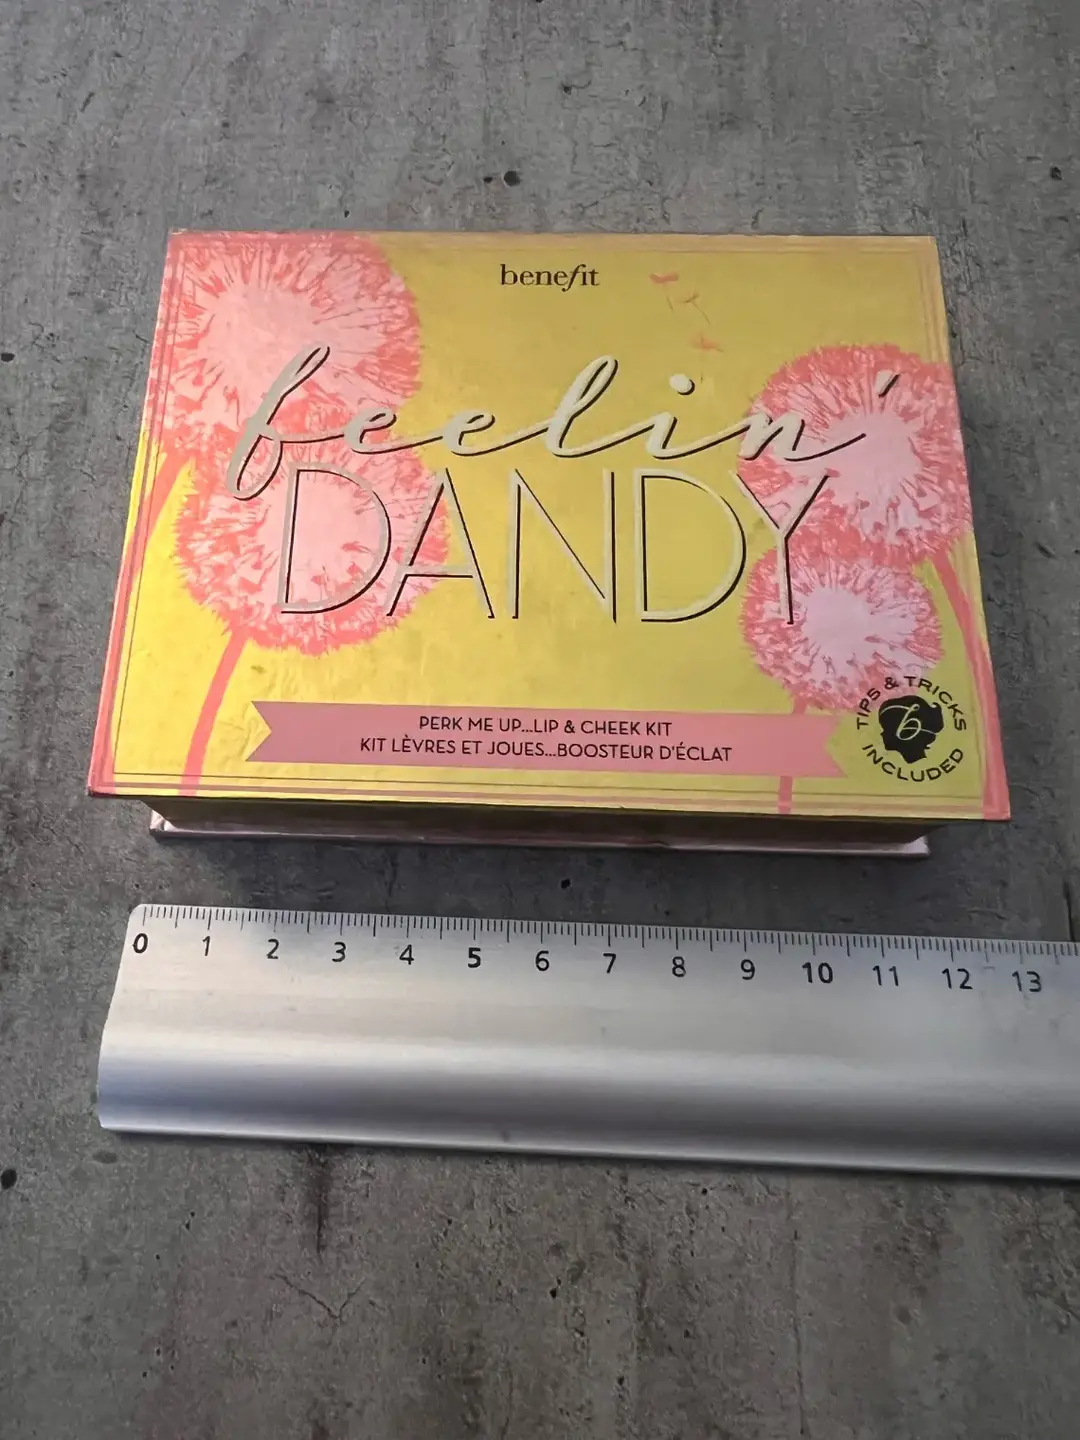 benefit
feelin'
DANDY
PERK ME UP...LIP & CHEEK KIT
KIT LÈVRES ET JOUES...BOOSTEUR D'ÉCLAT
TIPS & TRICKS
b
INCLUDED
0 1 2 3 4 5 6 7 8 9 10 11 12 13